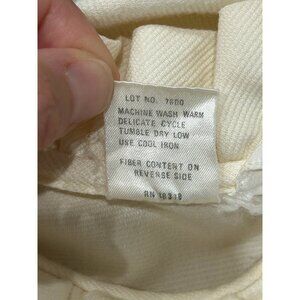 LOT NO. 7600
MACHINE WASH WARM
DELICATE CYCLE
TUMBLE DRY LOW
USE COOL IRON
FIBER CONTENT ON
REVERSE SIDE
RN